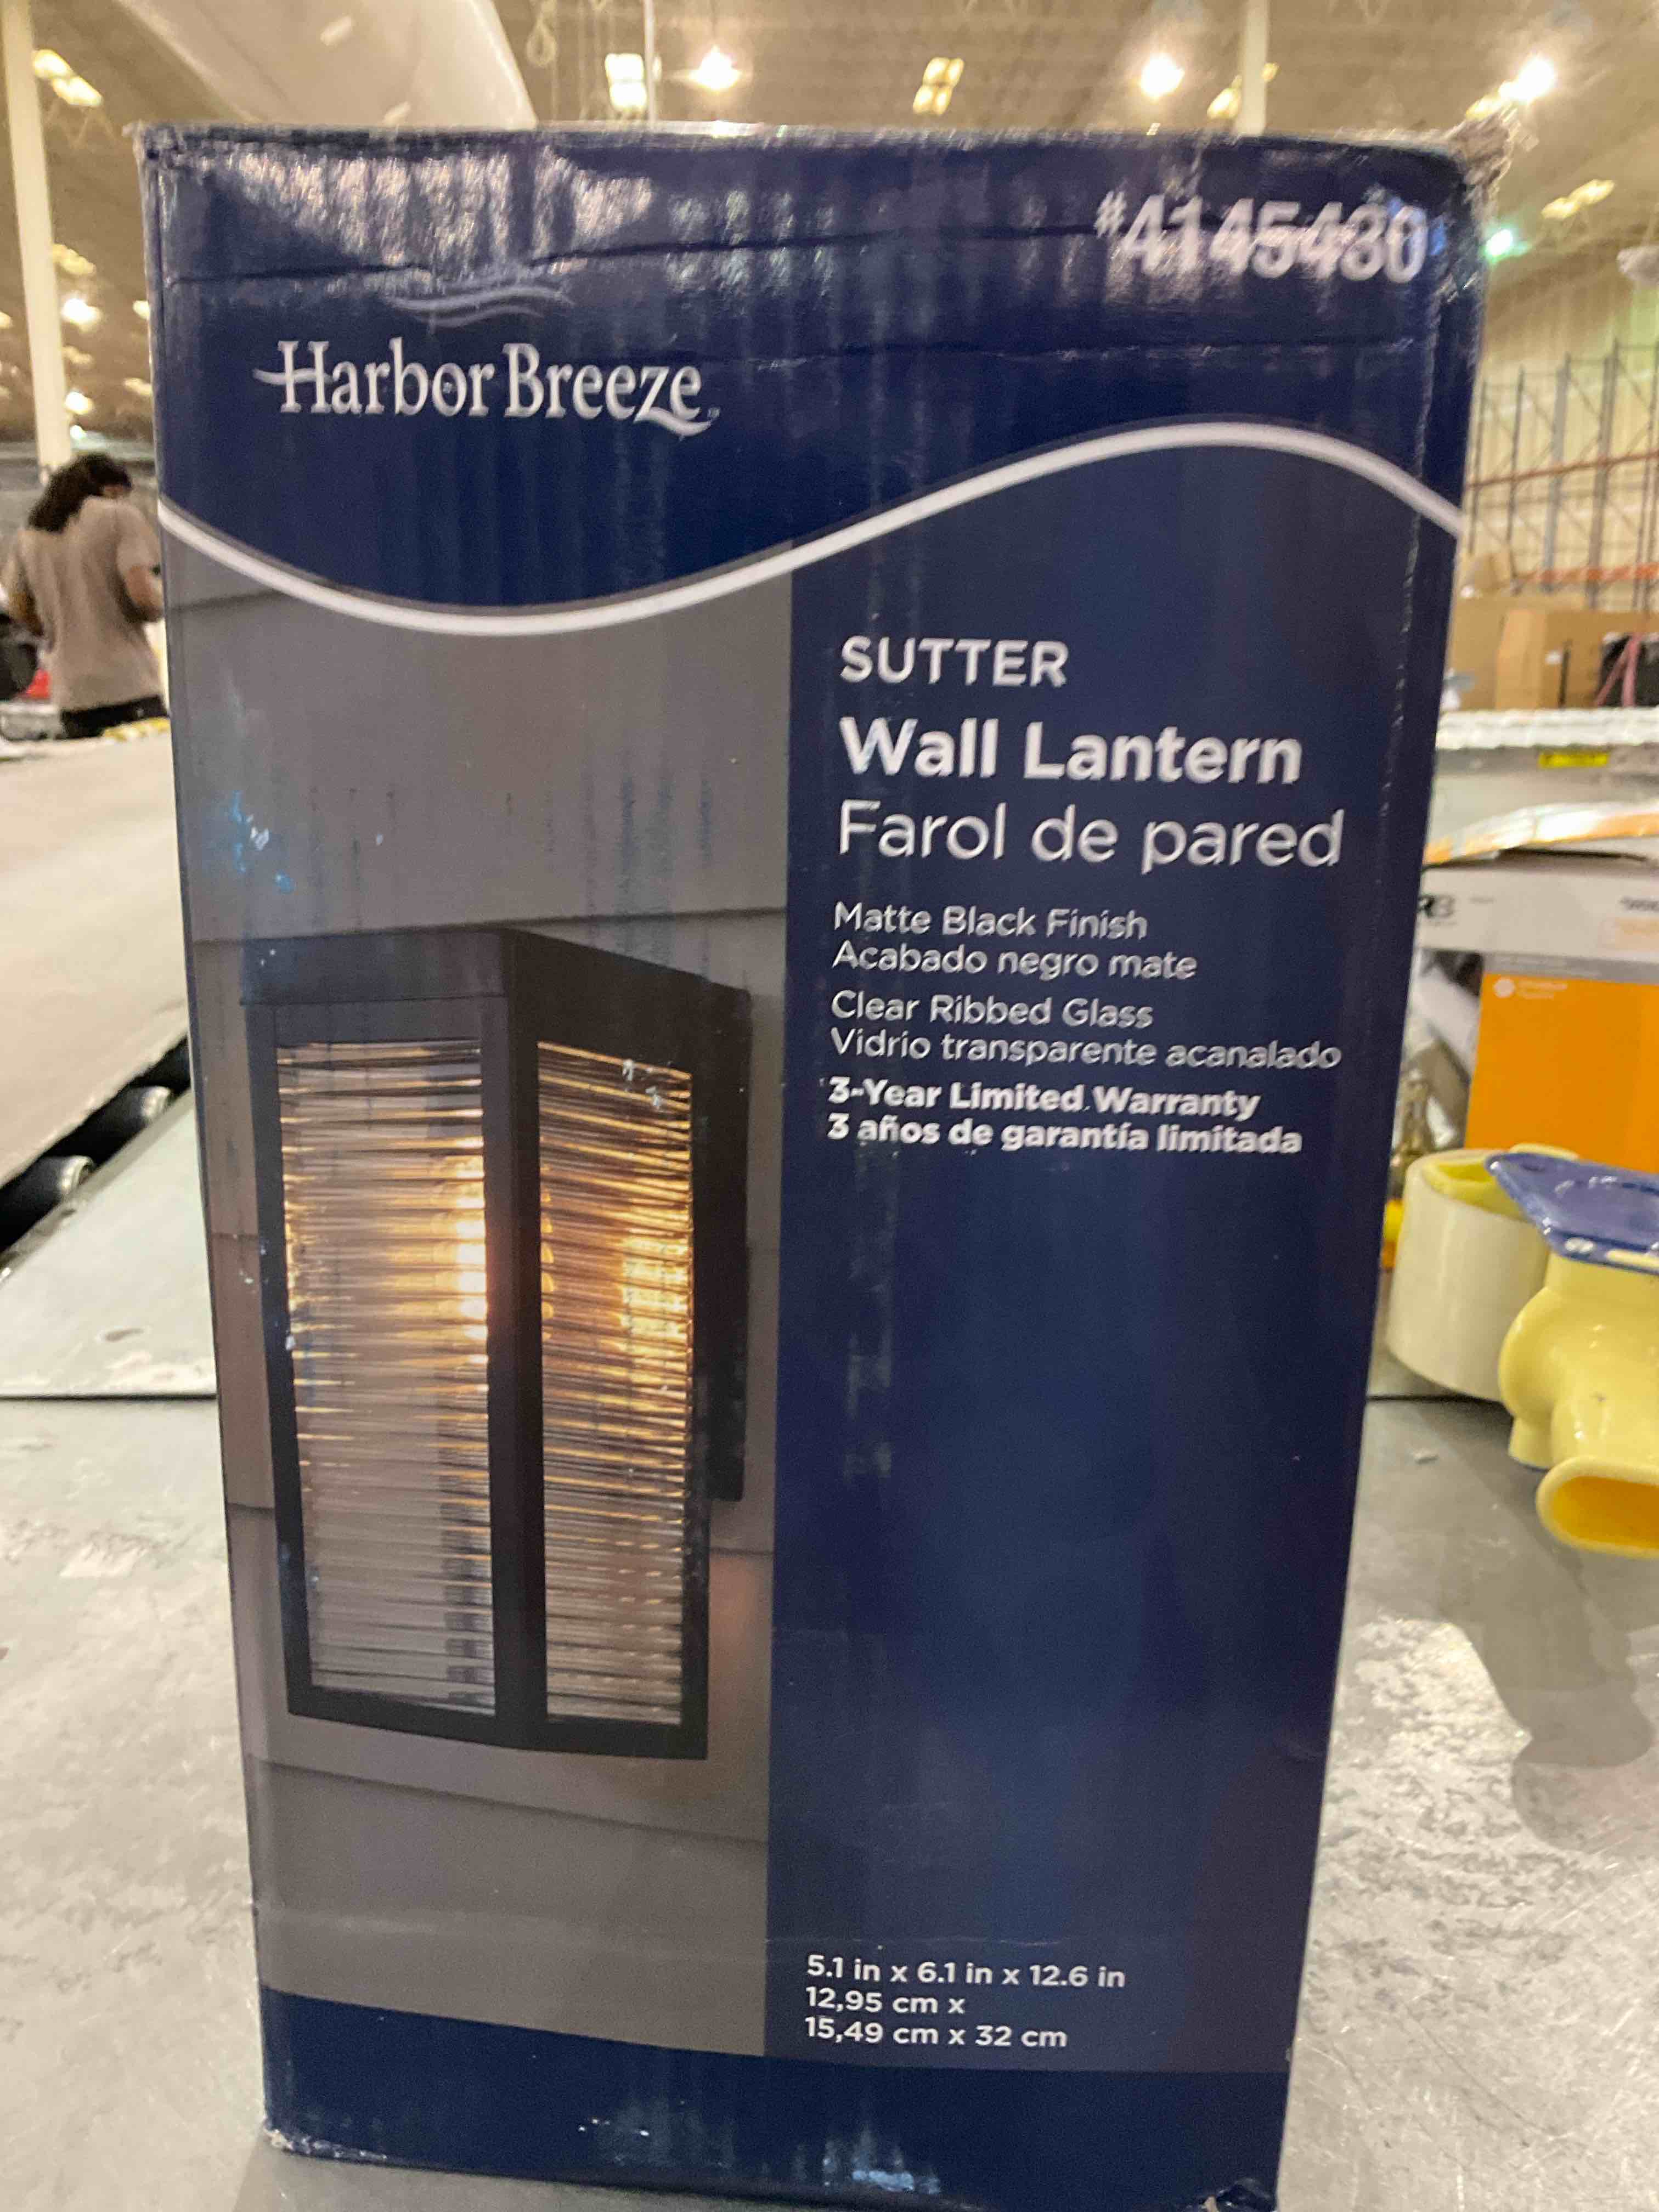 #4145430
Harbor Breeze
SUTTER
Wall Lantern
Farol de pared
Matte Black Finish
Acabado negro mate
Clear Ribbed Glass
Vidrio transparente acanalado
3-Year Limited Warranty
3 años de garantía limitada
5.1 in x 6.1 in x 12.6 in
12,95 cm x
15,49 cm x 32 cm